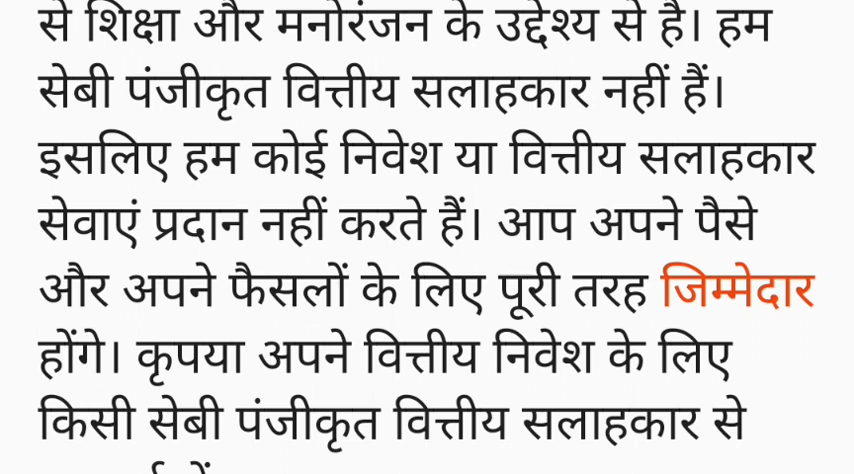 से शिक्षा और मनोरंजन के उद्देश्य से है। हम
सेबी पंजीकृत वित्तीय सलाहकार नहीं हैं।
इसलिए हम कोई निवेश या वित्तीय सलाहकार
सेवाएं प्रदान नहीं करते हैं। आप अपने पैसे
और अपने फैसलों के लिए पूरी तरह जिम्मेदार
होंगे। कृपया अपने वित्तीय निवेश के लिए
किसी सेबी पंजीकृत वित्तीय सलाहकार से